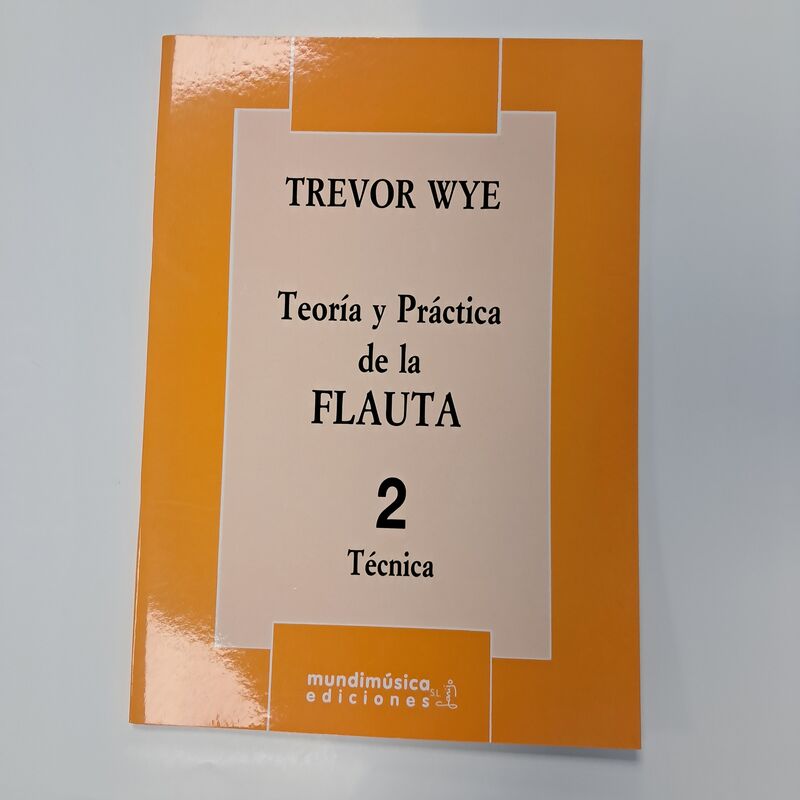 TREVOR WYE
Teoría y Práctica
de la
FLAUTA
2
Técnica
mundimúsica
ediciones S.L.